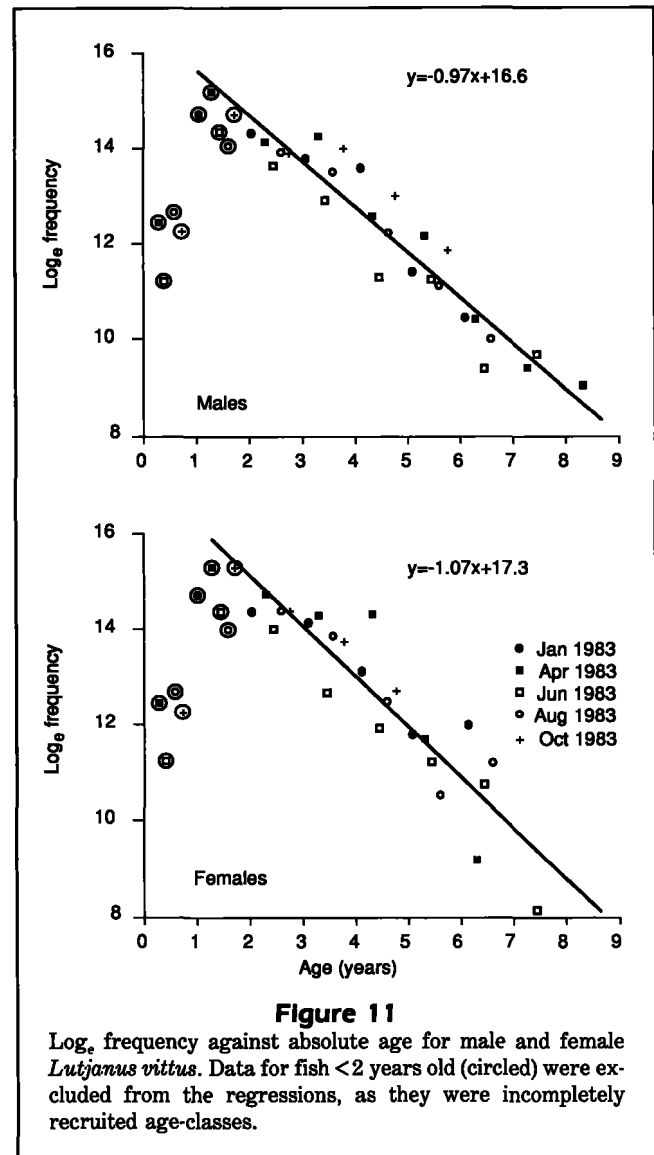 16
14
12
10
8
Logₑ frequency
y=-0.97x+16.6
Males
0 1 2 3 4 5 6 7 8 9
16
14
12
10
8
Logₑ frequency
y=-1.07x+17.3
Jan 1983
Apr 1983
Jun 1983
Aug 1983
Oct 1983
Females
0 1 2 3 4 5 6 7 8 9
Age (years)
Figure 11
Logₑ frequency against absolute age for male and female
Lutjanus vittus. Data for fish <2 years old (circled) were ex-
cluded from the regressions, as they were incompletely
recruited age-classes.